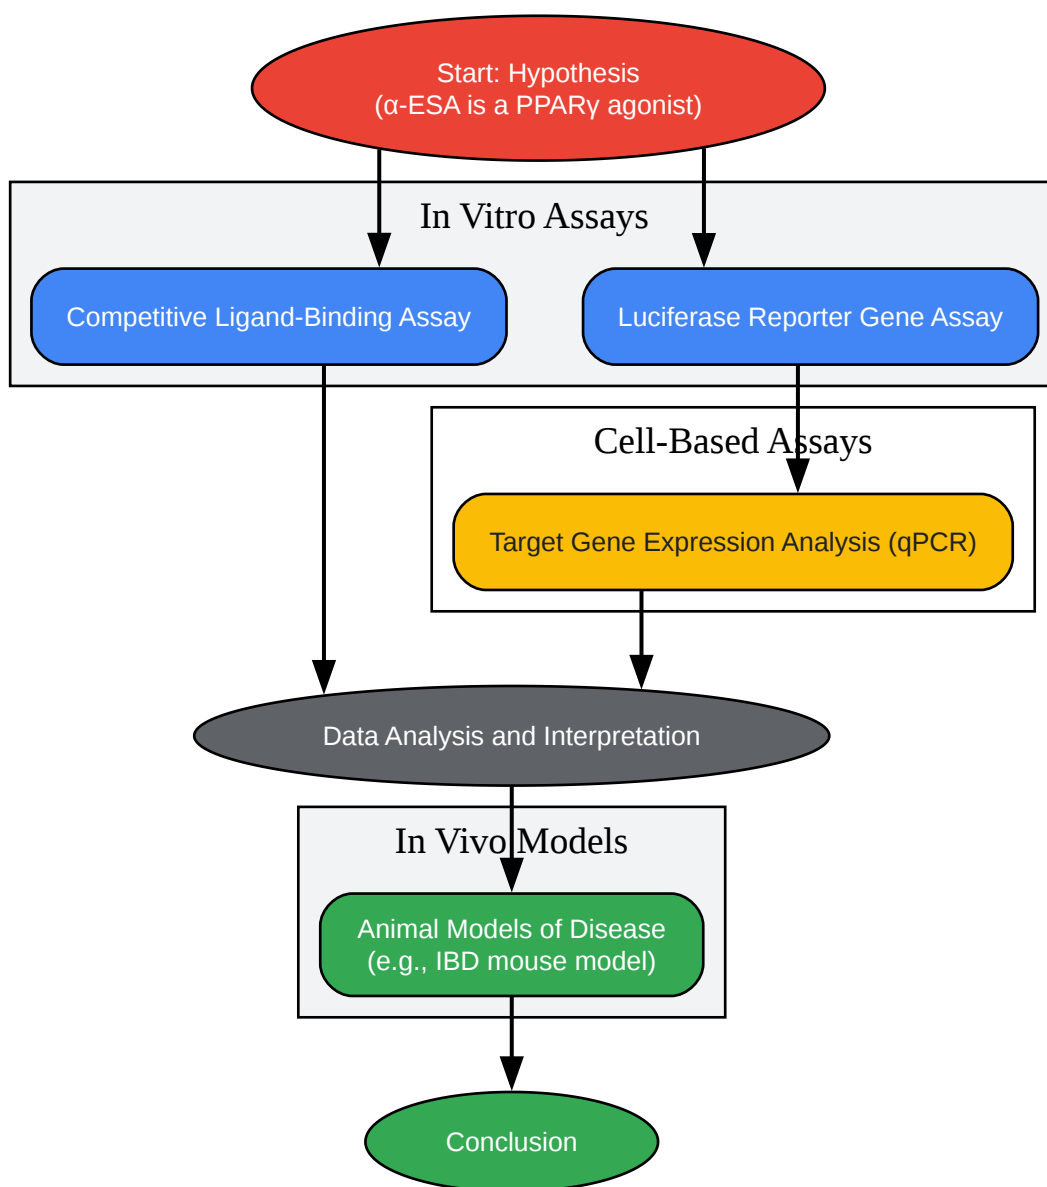 Start: Hypothesis
(α-ESA is a PPARγ agonist)
In Vitro Assays
Competitive Ligand-Binding Assay
Luciferase Reporter Gene Assay
Cell-Based Assays
Target Gene Expression Analysis (qPCR)
Data Analysis and Interpretation
In Vivo Models
Animal Models of Disease
(e.g., IBD mouse model)
Conclusion